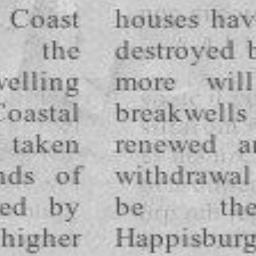 Coast
the
welling
Coastal
taken
nds of
ed by
higher
houses hav
destroyed b
more will
breakwells
renewed a
withdrawal
be the
Happisburg